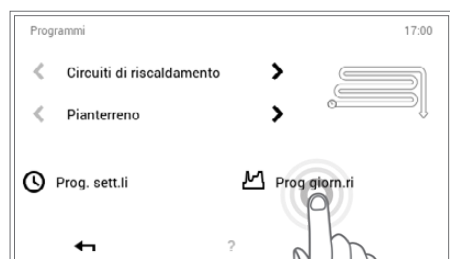 Programmi 17:00
Circuiti di riscaldamento
Pianterreno
Prog. sett.li Prog giorn.ri
?